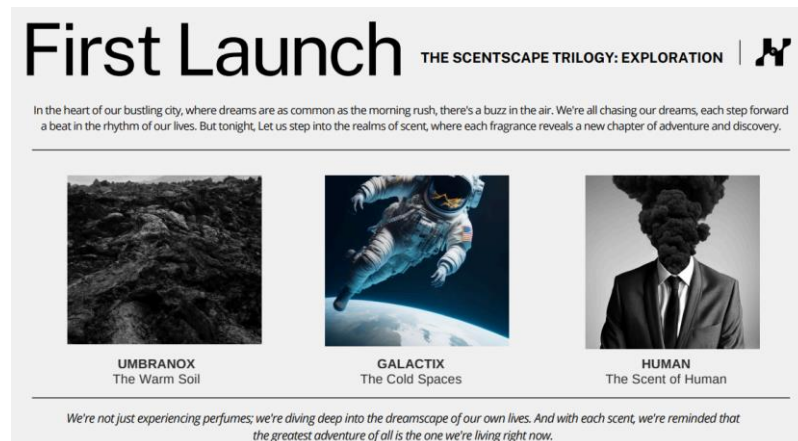 First Launch
THE SCENTSCAPE TRILOGY: EXPLORATION
In the heart of our bustling city, where dreams are as common as the morning rush, there's a buzz in the air. We're all chasing our dreams, each step forward
a beat in the rhythm of our lives. But tonight, Let us step into the realms of scent, where each fragrance reveals a new chapter of adventure and discovery.
UMBRANOX
The Warm Soil
GALACTIX
The Cold Spaces
HUMAN
The Scent of Human
We're not just experiencing perfumes; we're diving deep into the dreamscape of our own lives. And with each scent, we're reminded that
the greatest adventure of all is the one we're living right now.